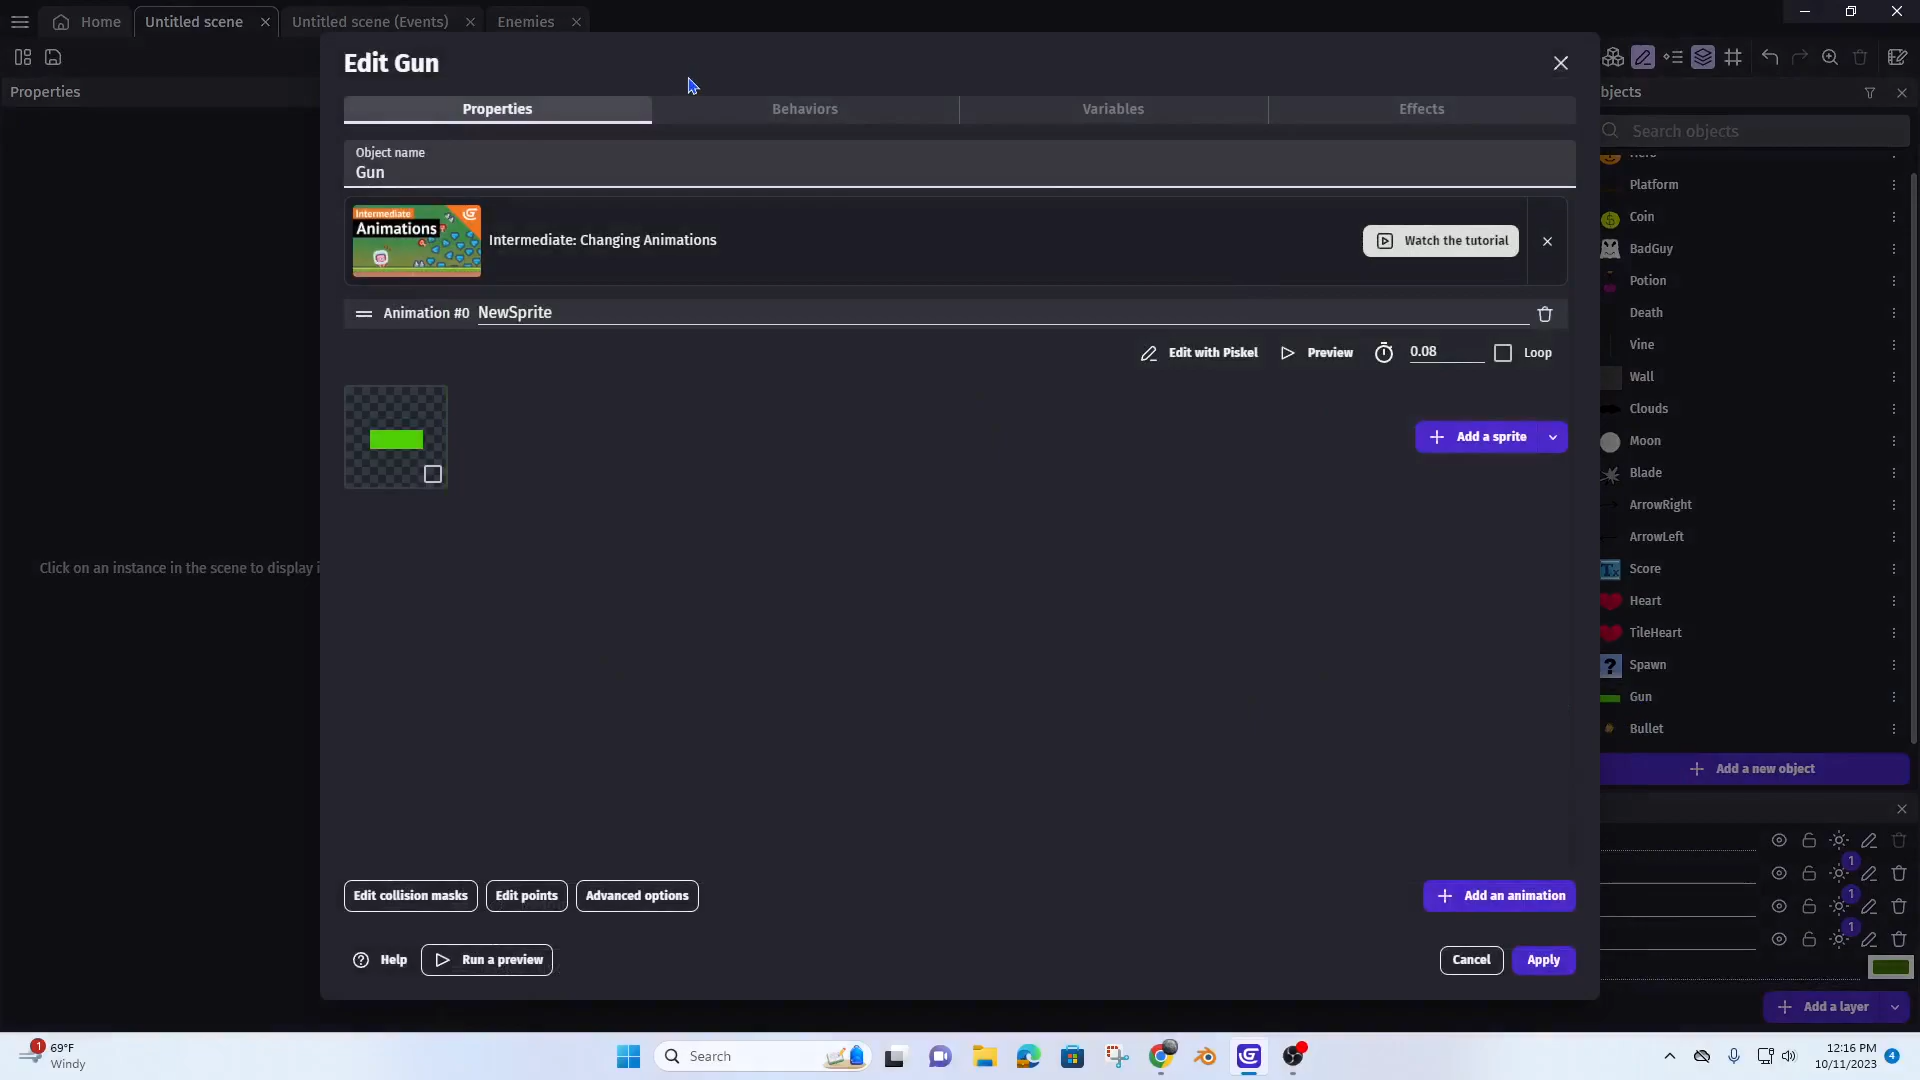 Home
Untitled scene
Untitled scene (Events)
Enemies
Properties
Click on an instance in the scene to display i
Edit Gun
Properties
Behaviors
Variables
Effects
Object name
Gun
Intermediate
Animations
Intermediate: Changing Animations
Watch the tutorial
Animation #0 NewSprite
Edit with Piskel
Preview
0.08
Loop
Add a sprite
Edit collision masks
Edit points
Advanced options
Add an animation
Help
Run a preview
Cancel
Apply
bjects
Search objects
Platform
Coin
BadGuy
Potion
Death
Vine
Wall
Clouds
Moon
Blade
ArrowRight
ArrowLeft
Score
Heart
TileHeart
Spawn
Gun
Bullet
Add a new object
1
1
1
Add a layer
1
69°F
Windy
Search
12:16 PM
10/11/2023
4